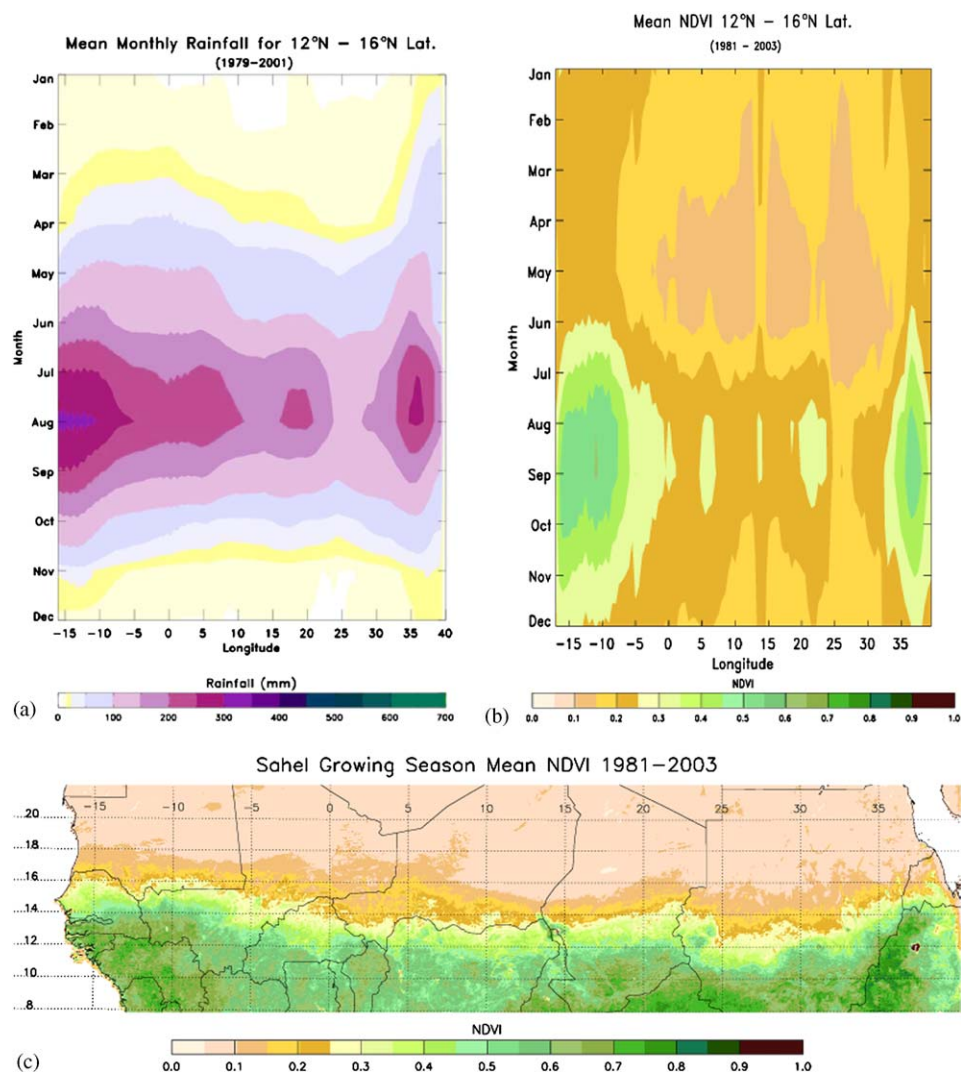 Mean Monthly Rainfall for 12°N – 16°N Lat.
(1979–2001)
Jan
Feb
Mar
Apr
May
Jun
Jul
Aug
Sep
Oct
Nov
Dec
Month
-15 -10 -5 0 5 10 15 20 25 30 35 40
Longitude
Rainfall (mm)
0 100 200 300 400 500 600 700
(a)
Mean NDVI 12°N – 16°N Lat.
(1981 – 2003)
Jan
Feb
Mar
Apr
May
Jun
Jul
Aug
Sep
Oct
Nov
Dec
Month
-15 -10 -5 0 5 10 15 20 25 30 35
Longitude
NDVI
0.0 0.1 0.2 0.3 0.4 0.5 0.6 0.7 0.8 0.9 1.0
(b)
Sahel Growing Season Mean NDVI 1981–2003
-15 -10 -5 0 5 10 15 20 25 30 35
20
18
16
14
12
10
8
NDVI
0.0 0.1 0.2 0.3 0.4 0.5 0.6 0.7 0.8 0.9 1.0
(c)